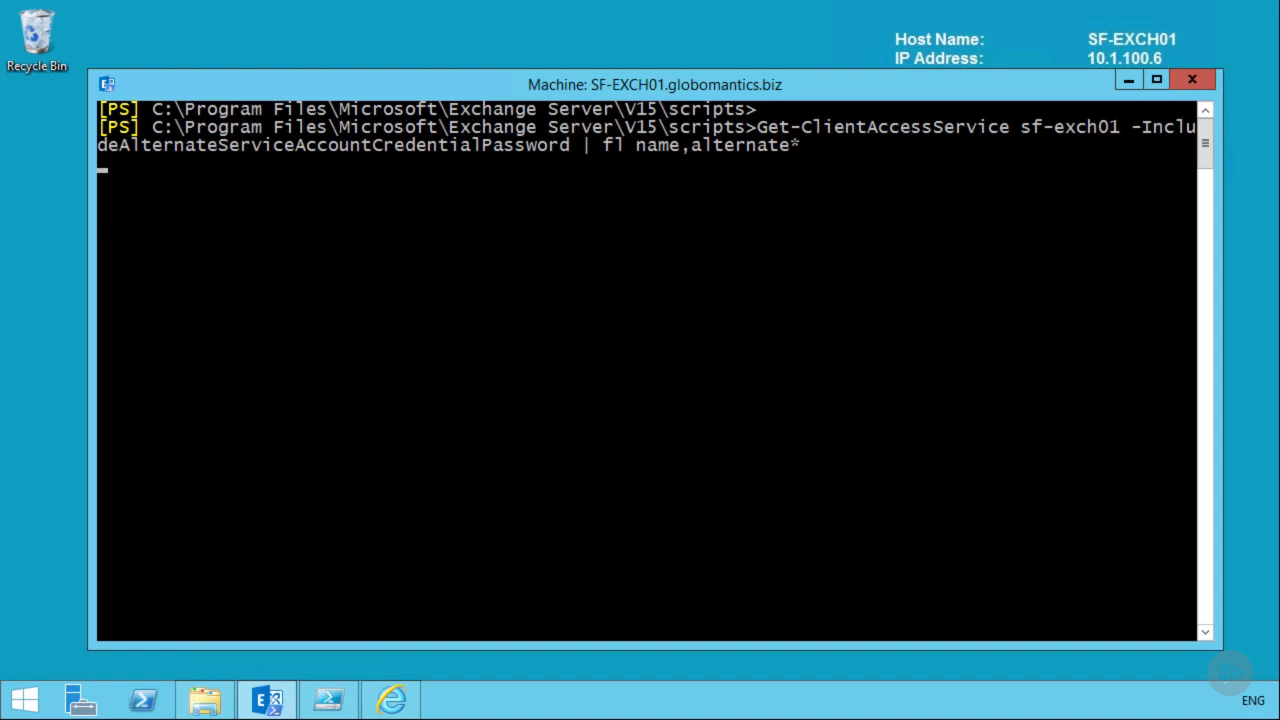 Recycle Bin
Host Name: SF-EXCH01
IP Address: 10.1.100.6
Machine: SF-EXCH01.globomantics.biz
[PS] C:\Program Files\Microsoft\Exchange Server\V15\scripts>
[PS] C:\Program Files\Microsoft\Exchange Server\V15\scripts>Get-ClientAccessService sf-exch01 -Inclu
deAlternateServiceAccountCredentialPassword | fl name,alternate*
ENG